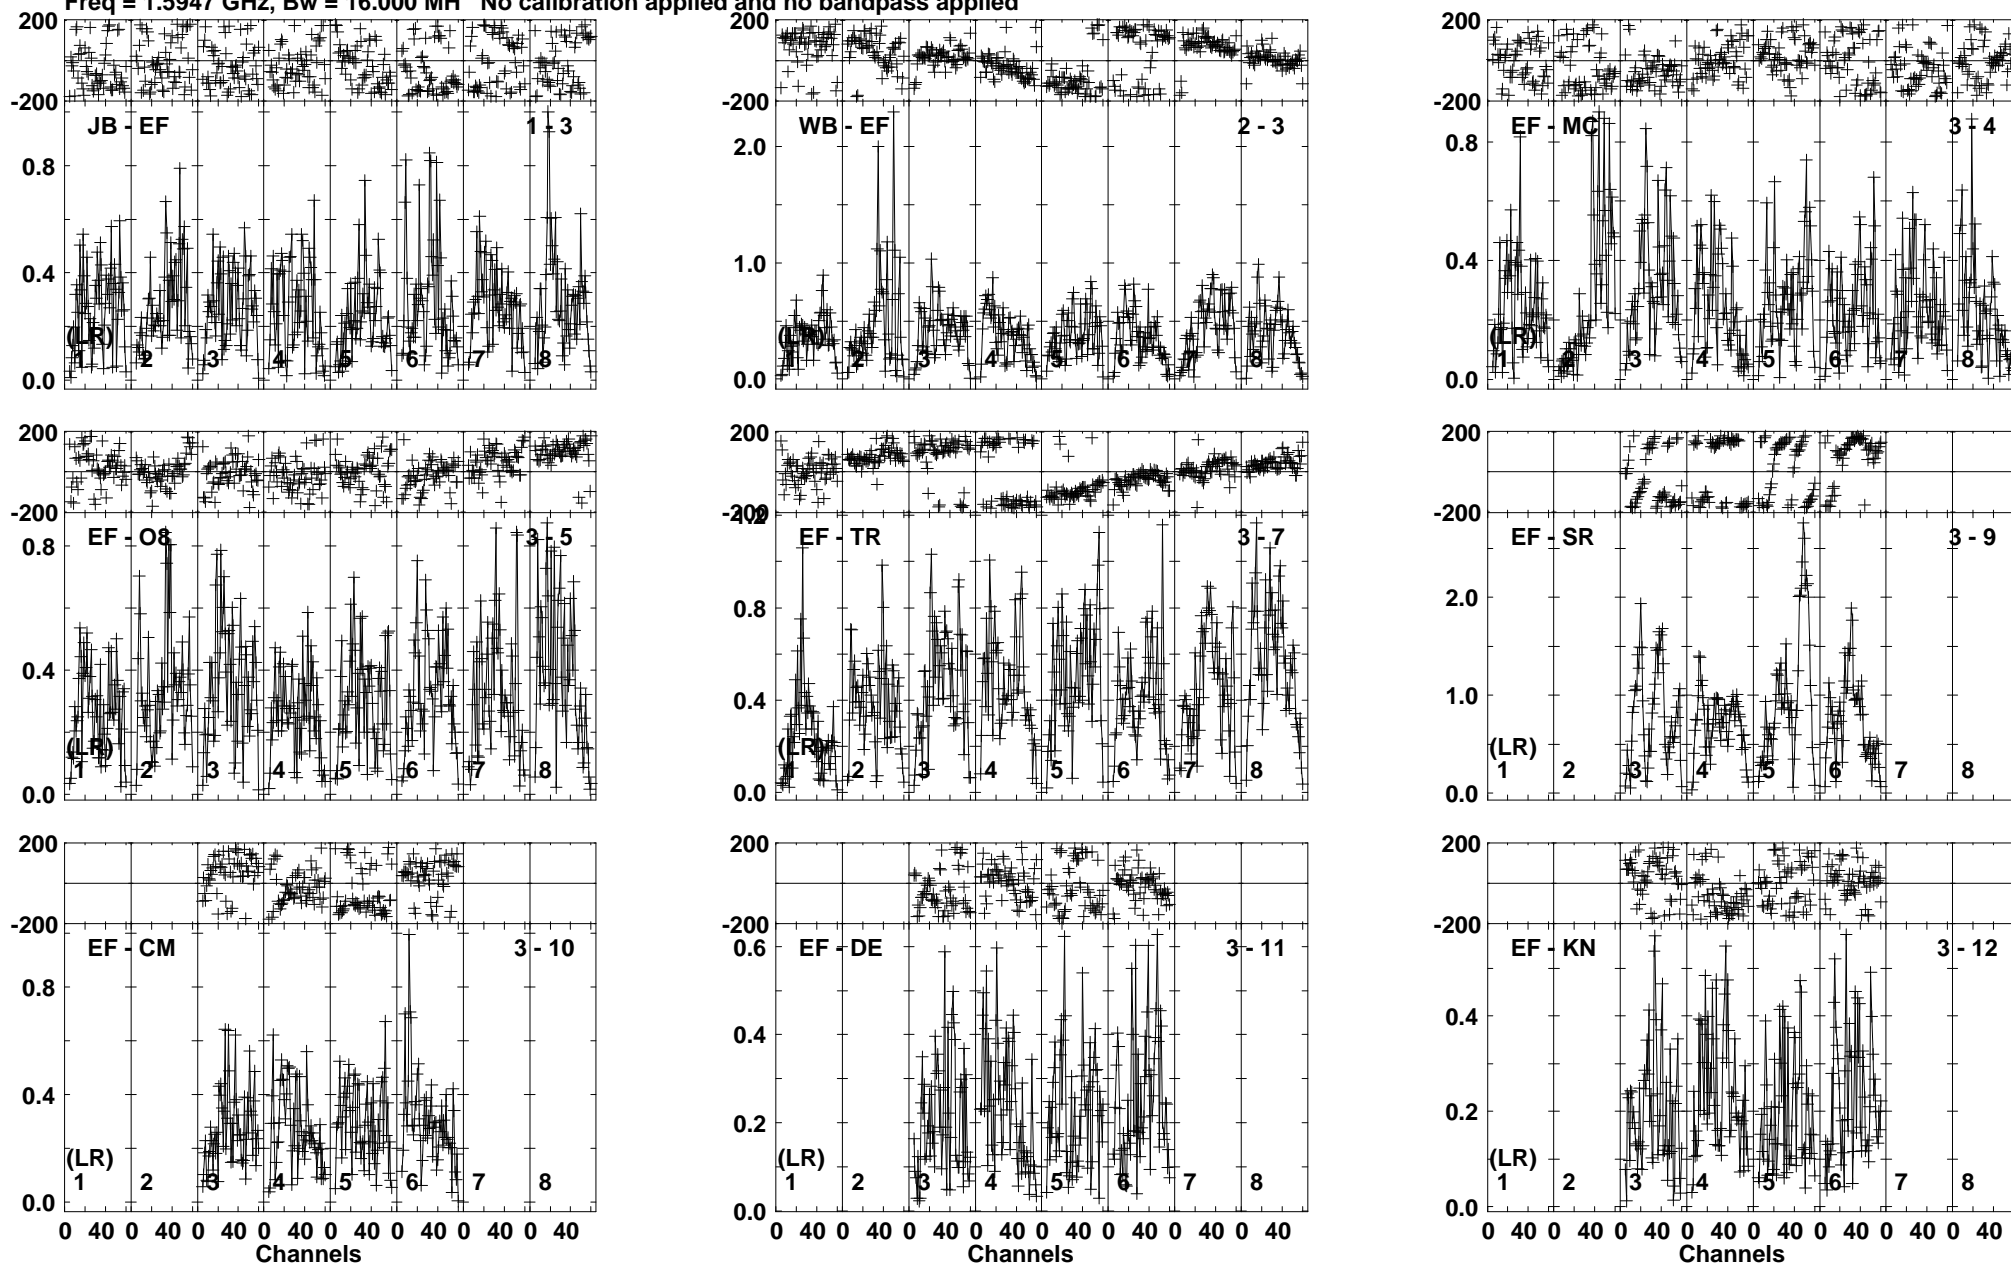 Freq = 1.5947 GHz, Bw = 16.000 MH No calibration applied and no bandpass applied
200 200 200
-200 -200 -200
JB - EF 1 - 3 WB - EF 2 - 3 EF - MC 3 - 4
0.8 2.0 0.8
0.4 1.0 0.4
(LR) (LR) (LR)
1 2 3 4 5 6 7 8 1 2 3 4 5 6 7 8 1 2 3 4 5 6 7 8
0.0 0.0 0.0
200 200 200
-200 -200 -200
1.2
EF - O8 3 - 5 EF - TR 3 - 7 EF - SR 3 - 9
0.8 0.8 2.0
0.4 0.4 1.0
(LR) (LR) (LR)
1 2 3 4 5 6 7 8 1 2 3 4 5 6 7 8 1 2 3 4 5 6 7 8
0.0 0.0 0.0
200 200 200
-200 -200 -200
EF - CM 3 - 10 EF - DE 3 - 11 EF - KN 3 - 12
0.8 0.6 0.4
0.4 0.4 0.2
0.2
(LR) (LR) (LR)
1 2 3 4 5 6 7 8 1 2 3 4 5 6 7 8 1 2 3 4 5 6 7 8
0.0 0.0 0.0
0 40 0 40 0 40 0 40 0 40 0 40 0 40 0 40 0 40 0 40 0 40 0 40 0 40 0 40 0 40 0 40 0 40 0 40 0 40 0 40 0 40 0 40 0 40 0 40
Channels Channels Channels